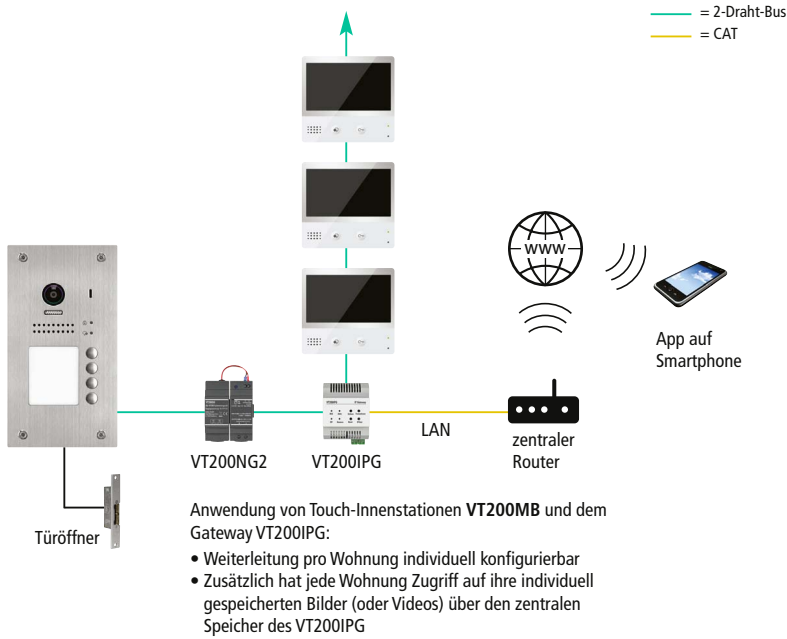 = 2-Draht-Bus
= CAT
WWW
App auf
Smartphone
LAN
zentraler
Router
VT200NG2
VT200IPG
Türöffner
Anwendung von Touch-Innenstationen VT200MB und dem
Gateway VT200IPG:
• Weiterleitung pro Wohnung individuell konfigurierbar
• Zusätzlich hat jede Wohnung Zugriff auf ihre individuell
gespeicherten Bilder (oder Videos) über den zentralen
Speicher des VT200IPG